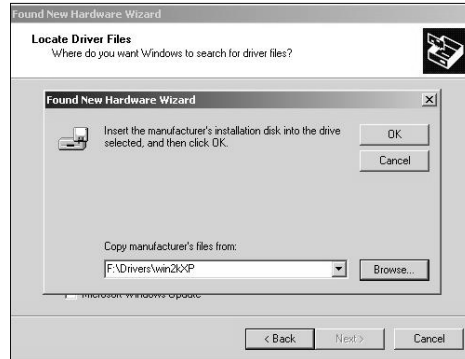 Found New Hardware Wizard
Locate Driver Files
Where do you want Windows to search for driver files?
Found New Hardware Wizard
Insert the manufacturer's installation disk into the drive
selected, and then click OK.
OK
Cancel
Copy manufacturer's files from:
F:\Drivers\win2kXP
Browse...
Microsoft Windows Update
< Back
Next >
Cancel